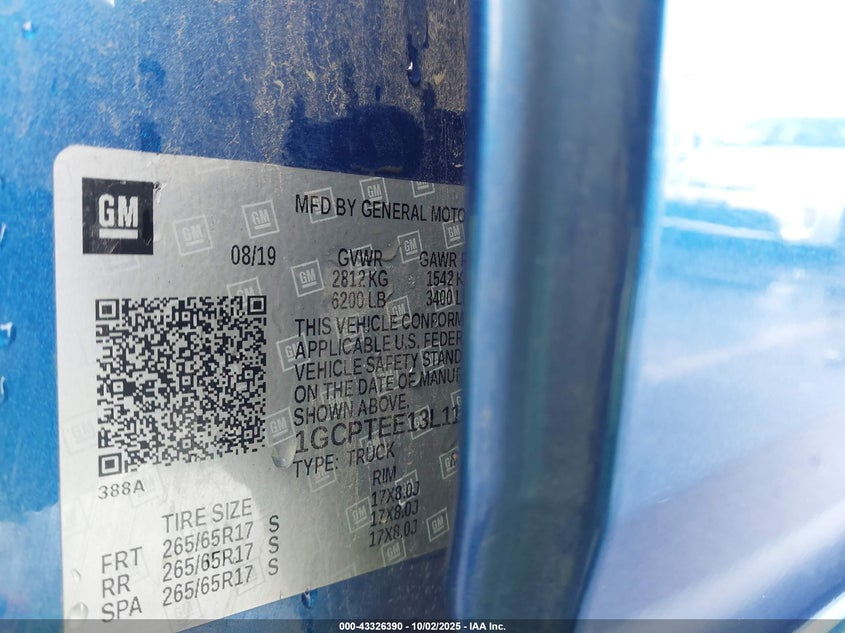 GM
MFD BY GENERAL MOTO
08/19
GVWR
GAWR
2812 KG
1542 K
6200 LB
3400 L
THIS VEHICLE CONFORM
APPLICABLE U.S. FEDER
VEHICLE SAFETY STAND
ON THE DATE OF MANUF
SHOWN ABOVE.
1GCPTEE13L11
TYPE: TRUCK
388A
TIRE SIZE
RIM
FRT 265/65R17 S 17X8.0J
RR 265/65R17 S 17X8.0J
SPA 265/65R17 S 17X8.0J
000-43326390 - 10/02/2025 - IAA Inc.